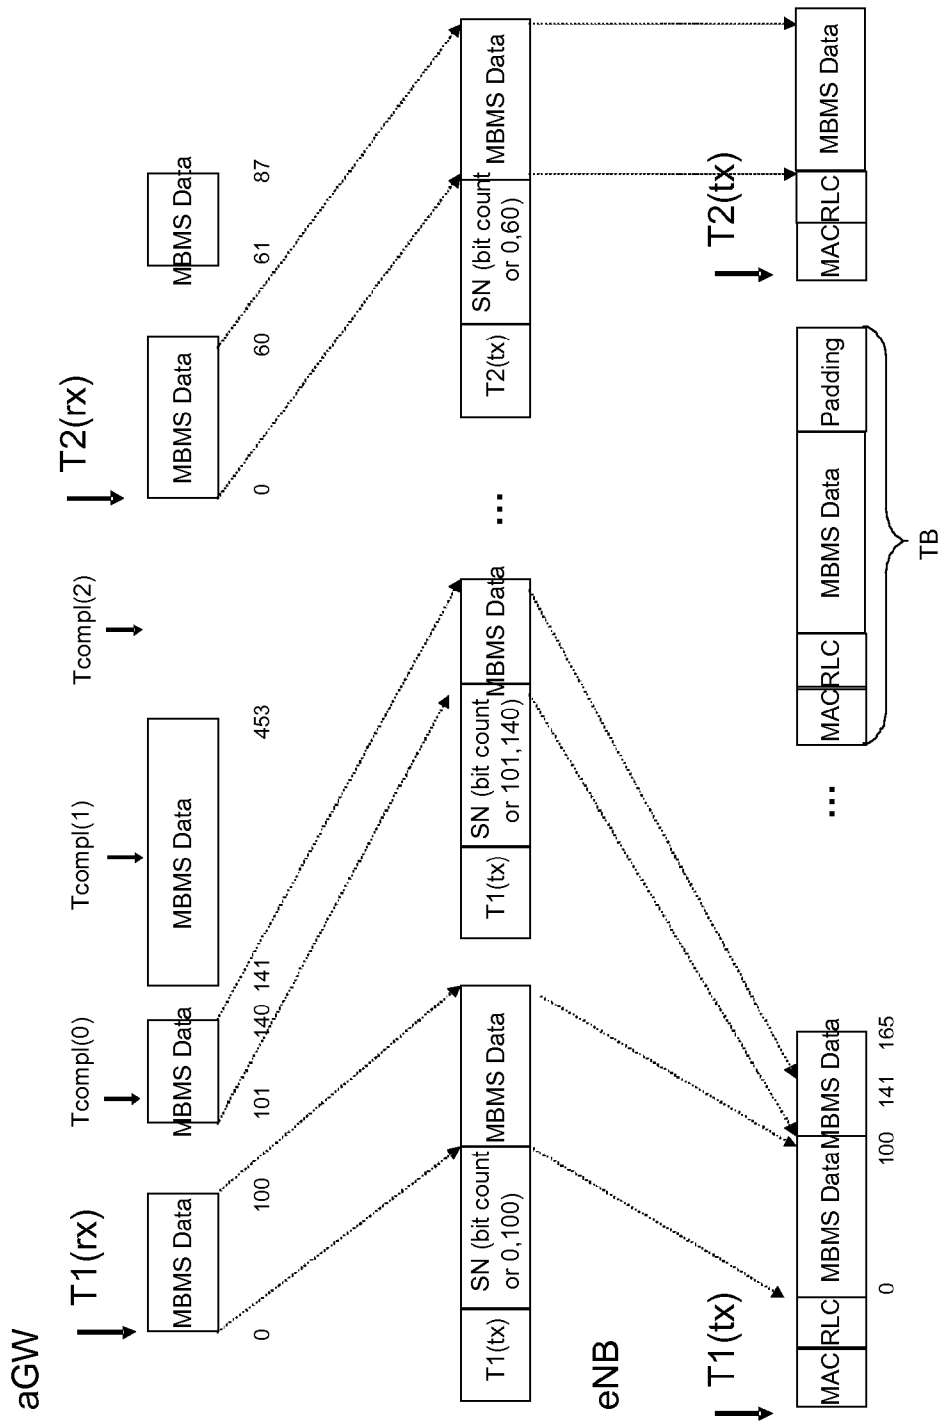 aGW
T1(rx)
Tcompl(0)
Tcompl(1)
Tcompl(2)
T2(rx)
MBMS Data
MBMS Data
MBMS Data
MBMS Data
MBMS Data
0
100
101
140
141
453
0
60
61
87
T1(tx)
SN (bit count
or 0,100)
MBMS Data
T1(tx)
SN (bit count
or 101,140)
MBMS Data
...
T2(tx)
SN (bit count
or 0,60)
MBMS Data
eNB
T1(tx)
T2(tx)
MAC
RLC
MBMS Data
MBMS Data
...
MAC
RLC
MBMS Data
Padding
MAC
RLC
MBMS Data
0
100
141
165
TB